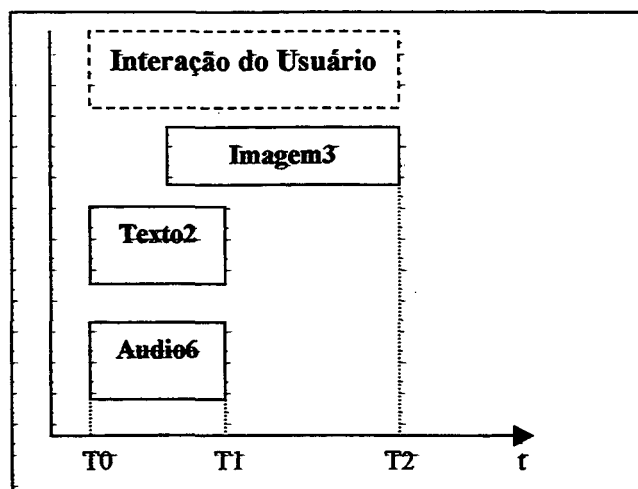 Interação do Usuário
Imagem3
Texto2
Audio6
T0 T1 T2 t